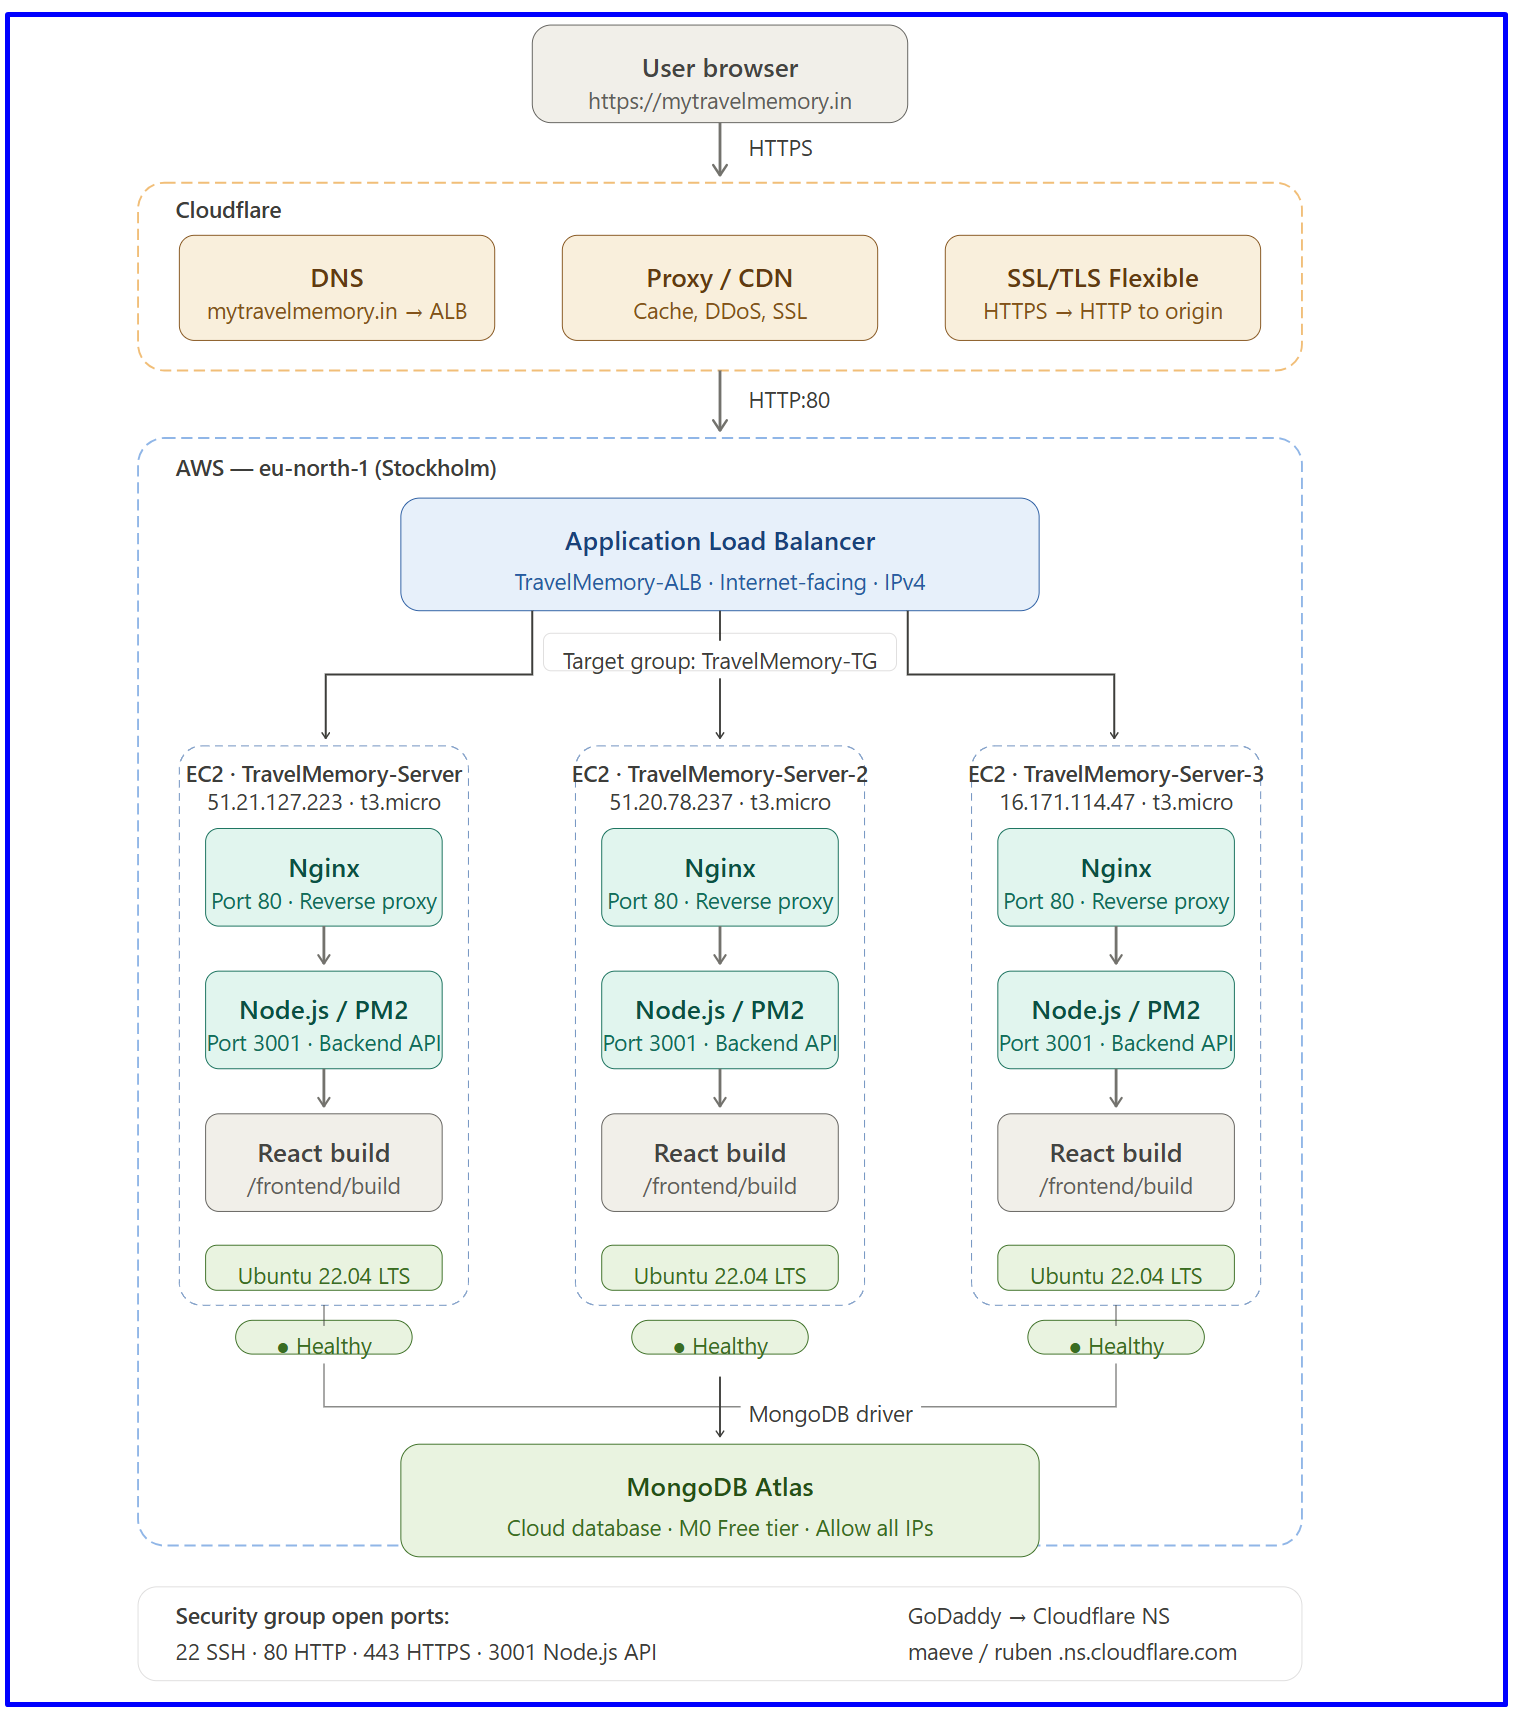 User browser
https://mytravelmemory.in
HTTPS
Cloudflare
DNS
mytravelmemory.in → ALB
Proxy / CDN
Cache, DDoS, SSL
SSL/TLS Flexible
HTTPS → HTTP to origin
HTTP:80
AWS — eu-north-1 (Stockholm)
Application Load Balancer
TravelMemory-ALB · Internet-facing · IPv4
Target group: TravelMemory-TG
EC2 · TravelMemory-Server
51.21.127.223 · t3.micro
Nginx
Port 80 · Reverse proxy
Node.js / PM2
Port 3001 · Backend API
React build
/frontend/build
Ubuntu 22.04 LTS
● Healthy
EC2 · TravelMemory-Server-2
51.20.78.237 · t3.micro
Nginx
Port 80 · Reverse proxy
Node.js / PM2
Port 3001 · Backend API
React build
/frontend/build
Ubuntu 22.04 LTS
● Healthy
EC2 · TravelMemory-Server-3
16.171.114.47 · t3.micro
Nginx
Port 80 · Reverse proxy
Node.js / PM2
Port 3001 · Backend API
React build
/frontend/build
Ubuntu 22.04 LTS
● Healthy
MongoDB driver
MongoDB Atlas
Cloud database · M0 Free tier · Allow all IPs
Security group open ports:
22 SSH · 80 HTTP · 443 HTTPS · 3001 Node.js API
GoDaddy → Cloudflare NS
maeve / ruben .ns.cloudflare.com